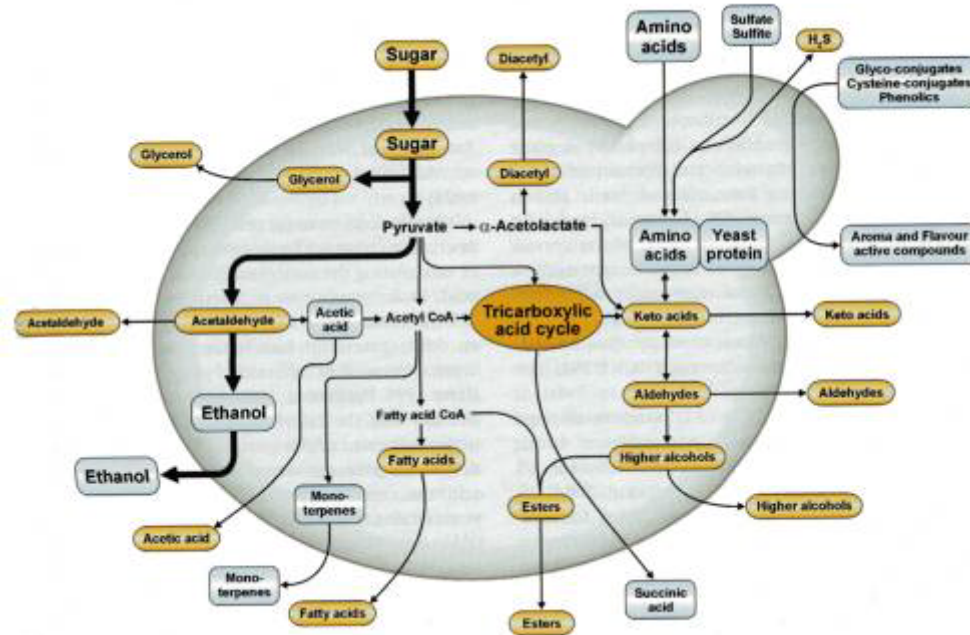 Sugar
Diacetyl
Amino
acids
Sulfate
Sulfite
H₂S
Glyco-conjugates
Cysteine-conjugates
Phenolics
Sugar
Glycerol
Glycerol
Diacetyl
Pyruvate
α-Acetolactate
Amino
acids
Yeast
protein
Aroma and Flavour
active compounds
Acetaldehyde
Acetaldehyde
Acetic
acid
Acetyl CoA
Tricarboxylic
acid cycle
Keto acids
Keto acids
Ethanol
Fatty acid CoA
Aldehydes
Aldehydes
Ethanol
Fatty acids
Higher alcohols
Mono-
terpenes
Esters
Higher alcohols
Acetic acid
Mono-
terpenes
Fatty acids
Esters
Succinic
acid